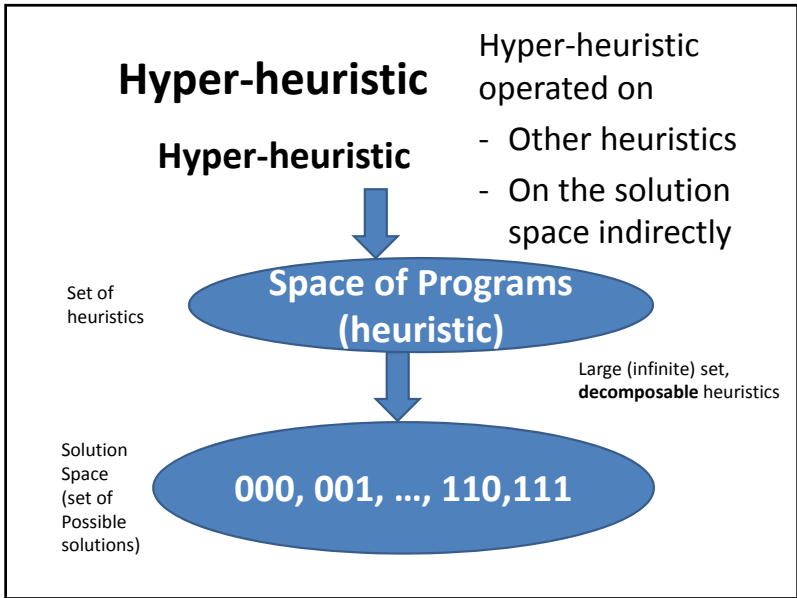 Hyper-heuristic
Hyper-heuristic
operated on
- Other heuristics
- On the solution
space indirectly
Hyper-heuristic
Set of
heuristics
Space of Programs
(heuristic)
Large (infinite) set,
decomposable heuristics
Solution
Space
(set of
Possible
solutions)
000, 001, …, 110,111